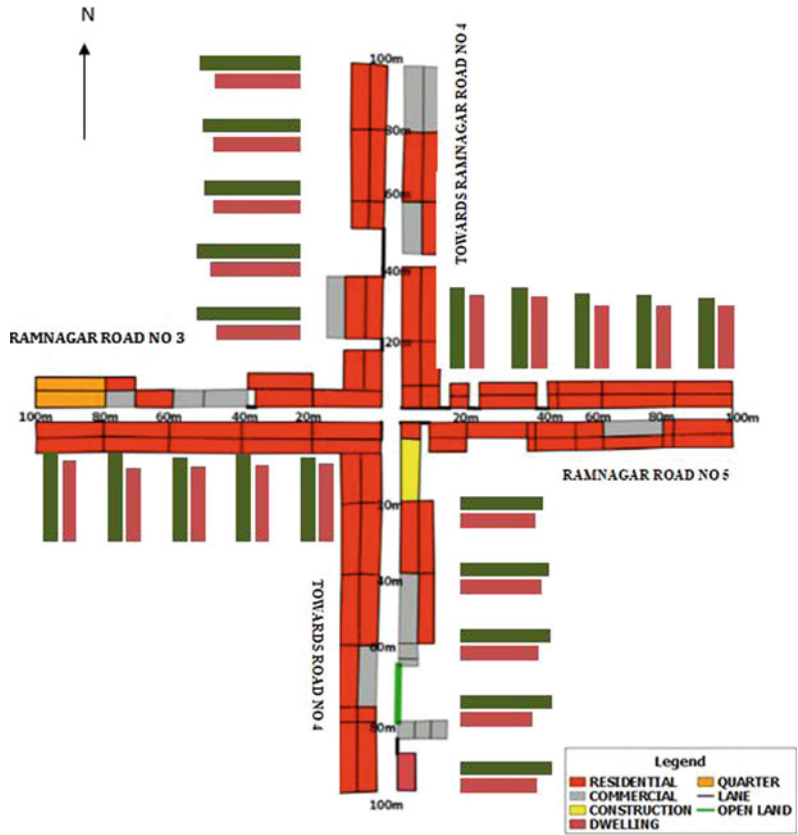 N
100m
TOWARDS RAMNAGAR ROAD NO 4
80m
60m
40m
RAMNAGAR ROAD NO 3
20m
100m 80m 60m 40m 20m 20m 40m 60m 80m 100m
RAMNAGAR ROAD NO 5
10m
40m
TOWARDS ROAD NO 4
60m
80m
100m
Legend
RESIDENTIAL QUARTER
COMMERCIAL LANE
CONSTRUCTION OPEN LAND
DWELLING